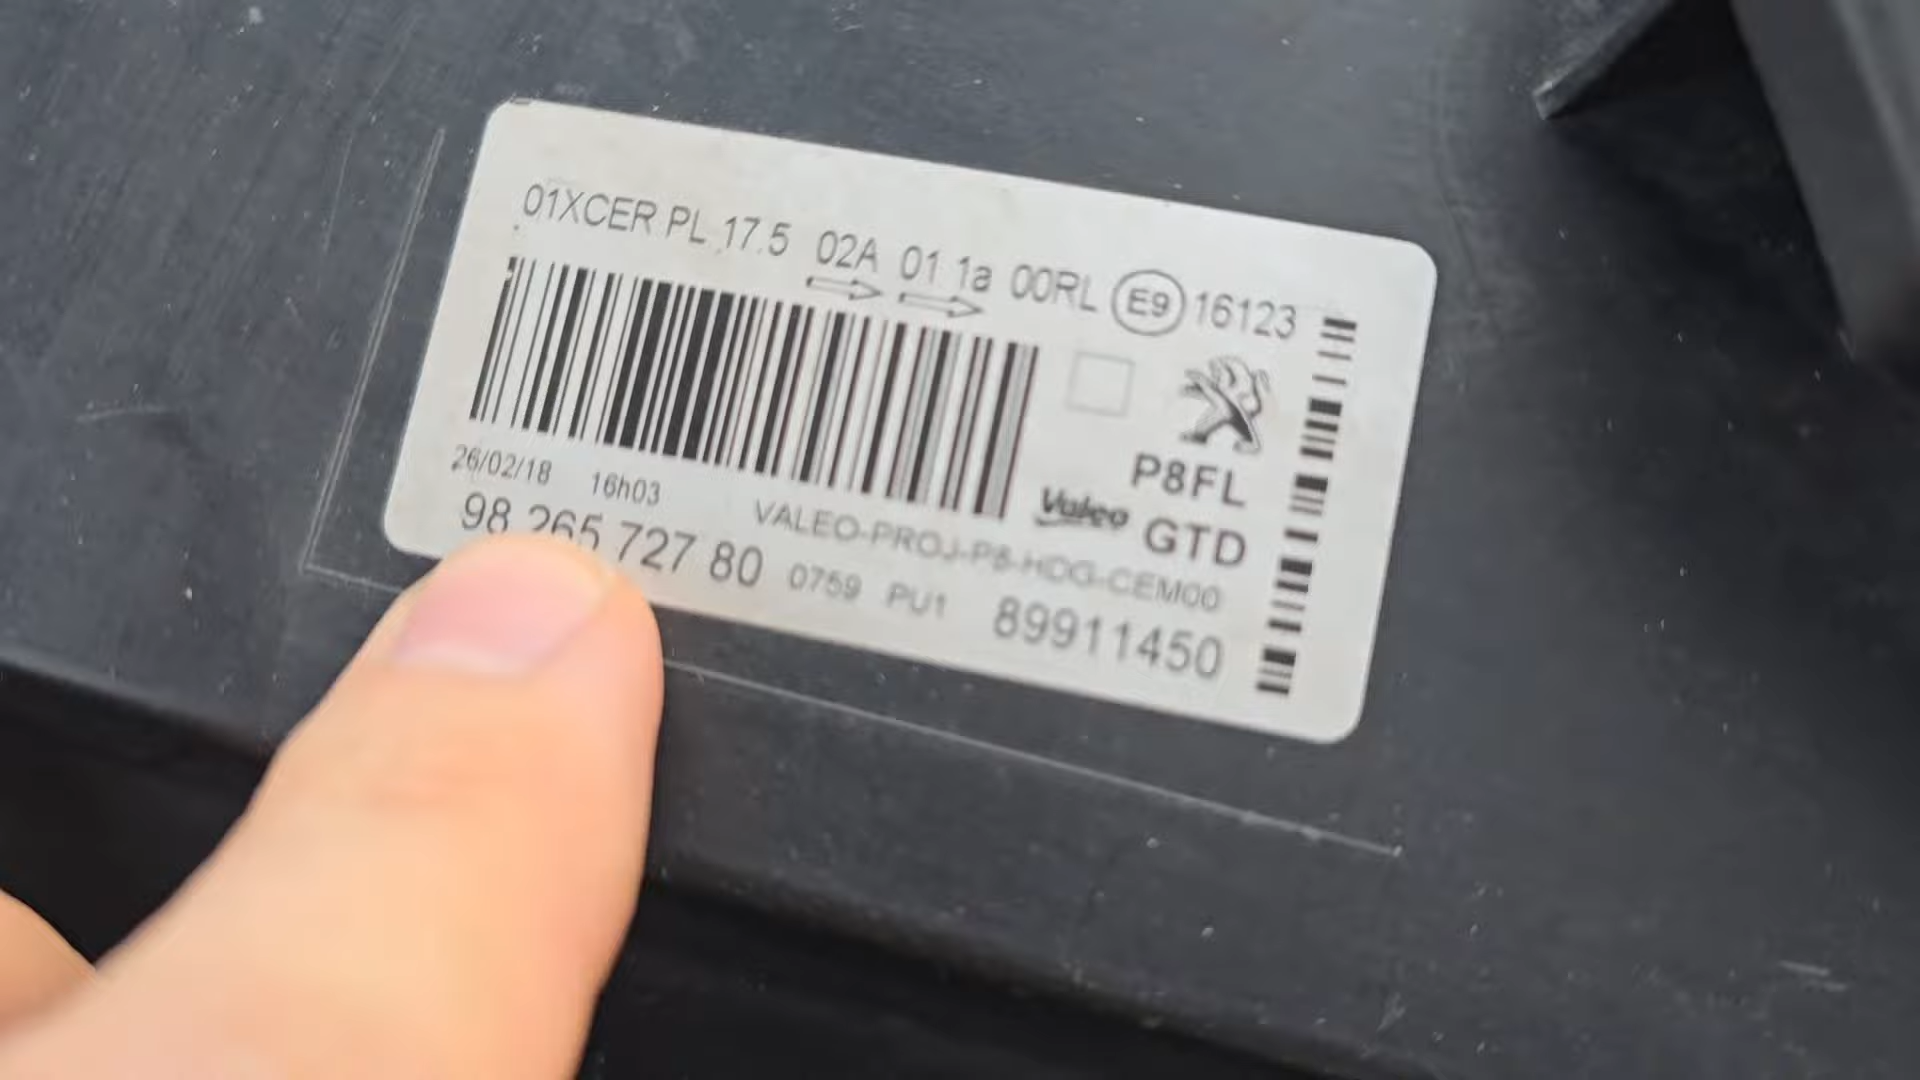 01XCER PL 17.5 02A 01 1a 00RL E9 16123
P8FL
26/02/18 16h03
Valeo GTD
VALEO-PROJ-P8-HDG-CEM00
98 265 727 80 0759 PU1 89911450